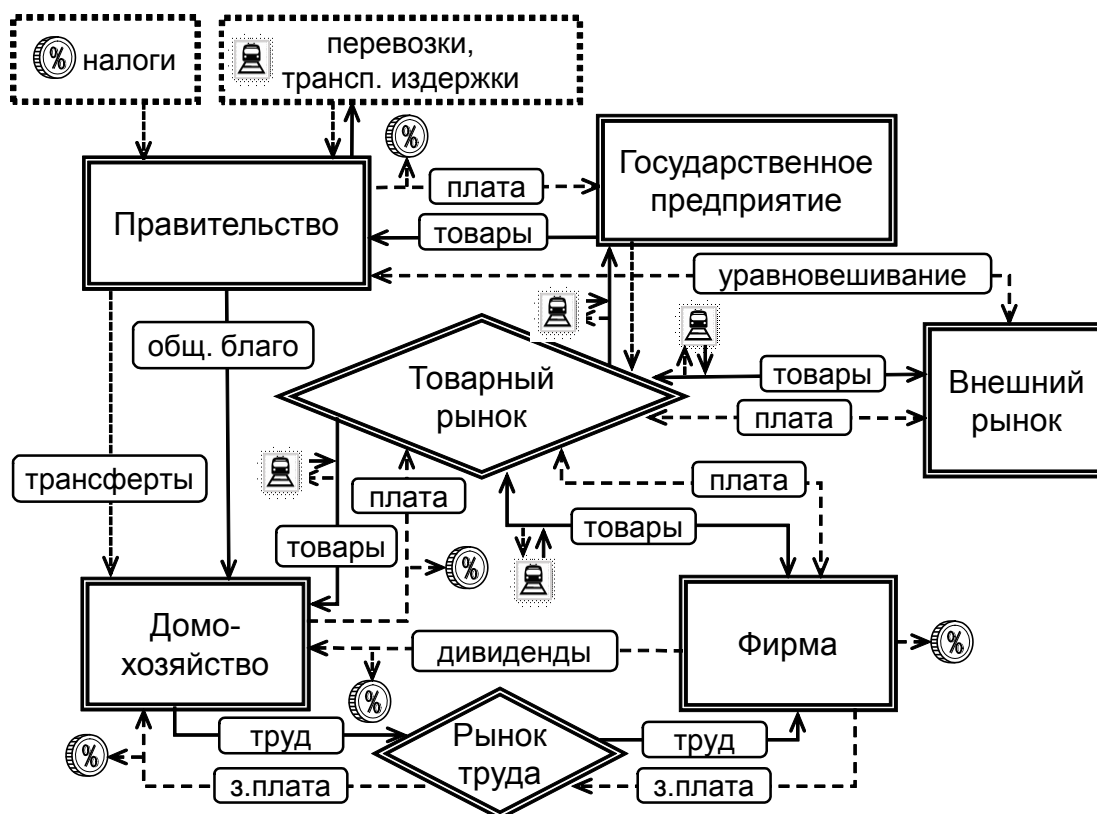 % налоги
перевозки,
трансп. издержки
%
Государственное
предприятие
плата
Правительство
товары
уравновешивание
общ. благо
Товарный
рынок
товары
Внешний
рынок
плата
трансферты
плата
плата
товары
товары
%
Домо-
хозяйство
Фирма
%
дивиденды
%
труд
Рынок
труда
труд
%
з.плата
з.плата